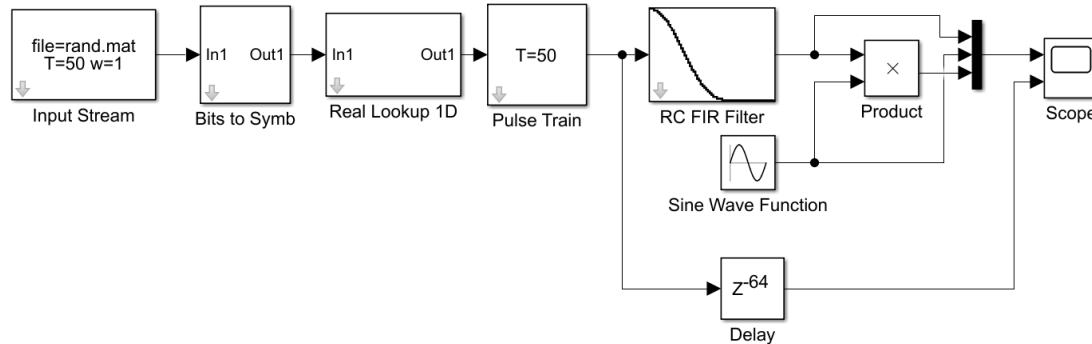 file=rand.mat
T=50 w=1
Input Stream
In1 Out1
Bits to Symb
In1 Out1
Real Lookup 1D
T=50
Pulse Train
RC FIR Filter
×
Product
Scope
Sine Wave Function
Z-64
Delay